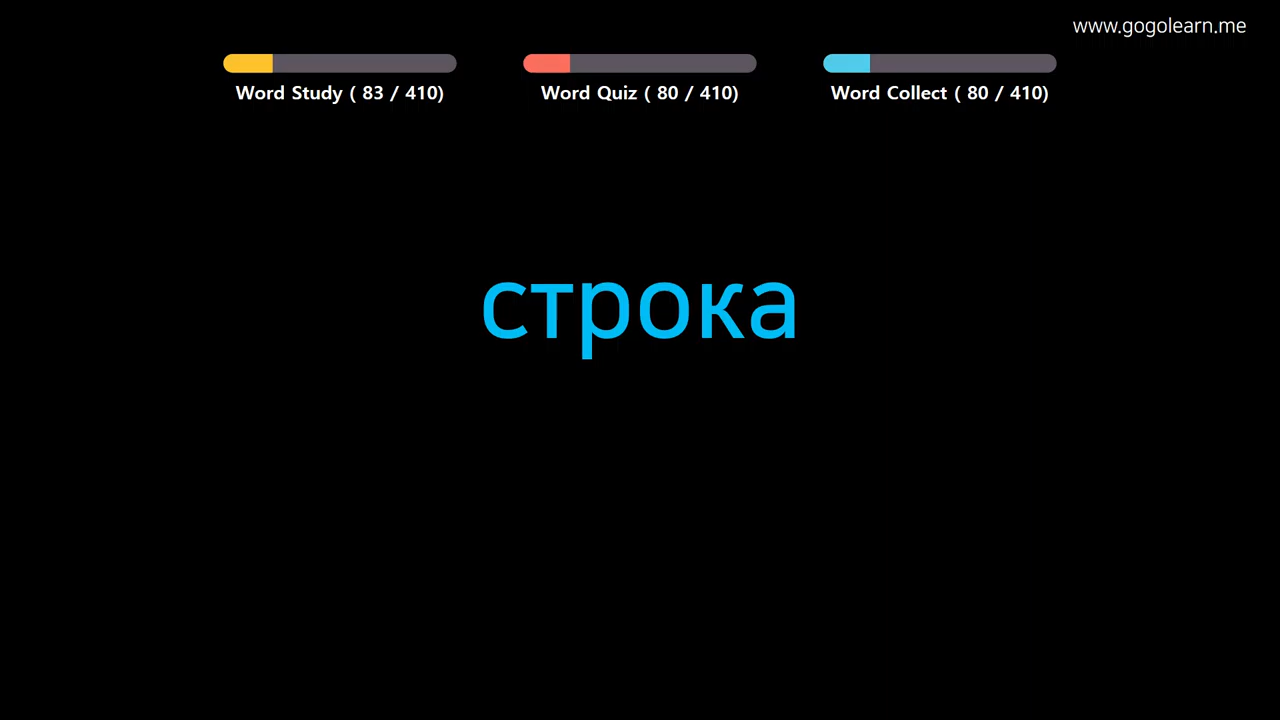 www.gogolearn.me
Word Study ( 83 / 410)
Word Quiz ( 80 / 410)
Word Collect ( 80 / 410)
строка